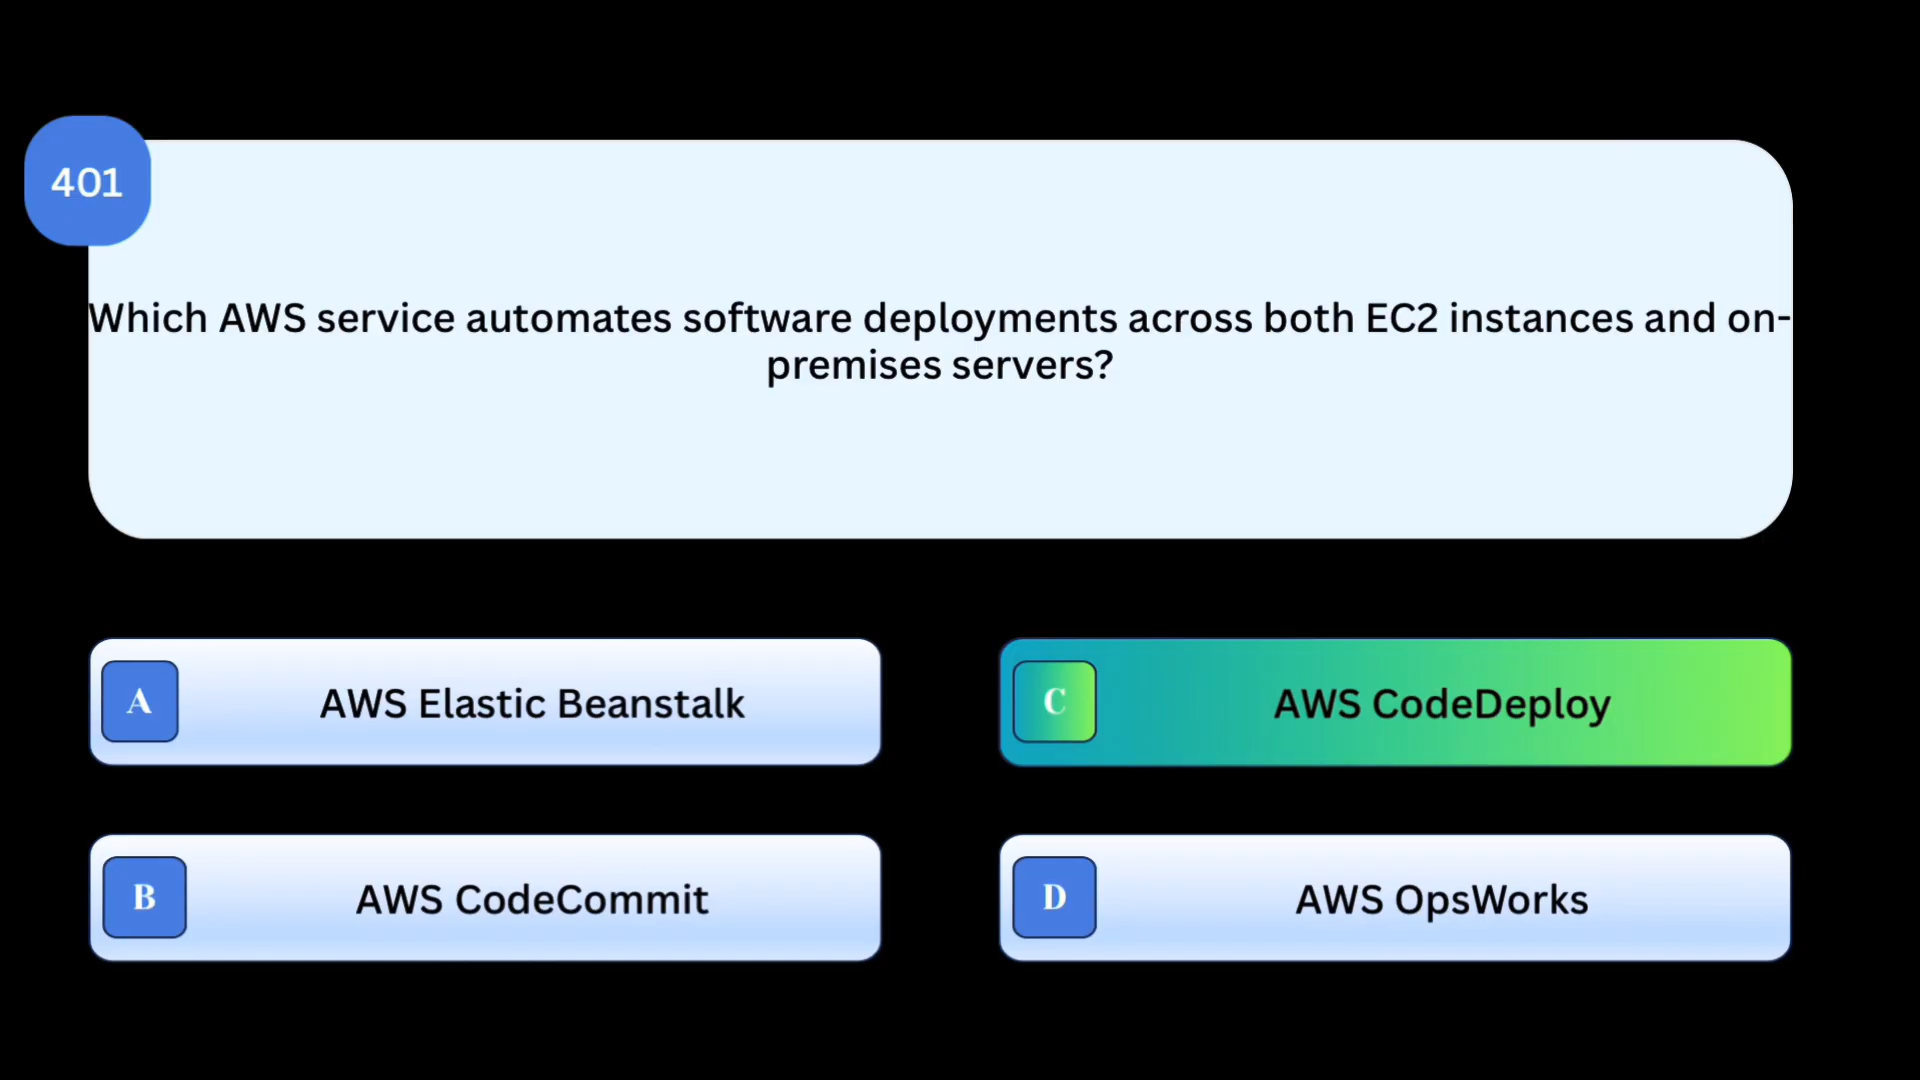 401
Which AWS service automates software deployments across both EC2 instances and on-
premises servers?
A AWS Elastic Beanstalk
C AWS CodeDeploy
B AWS CodeCommit
D AWS OpsWorks